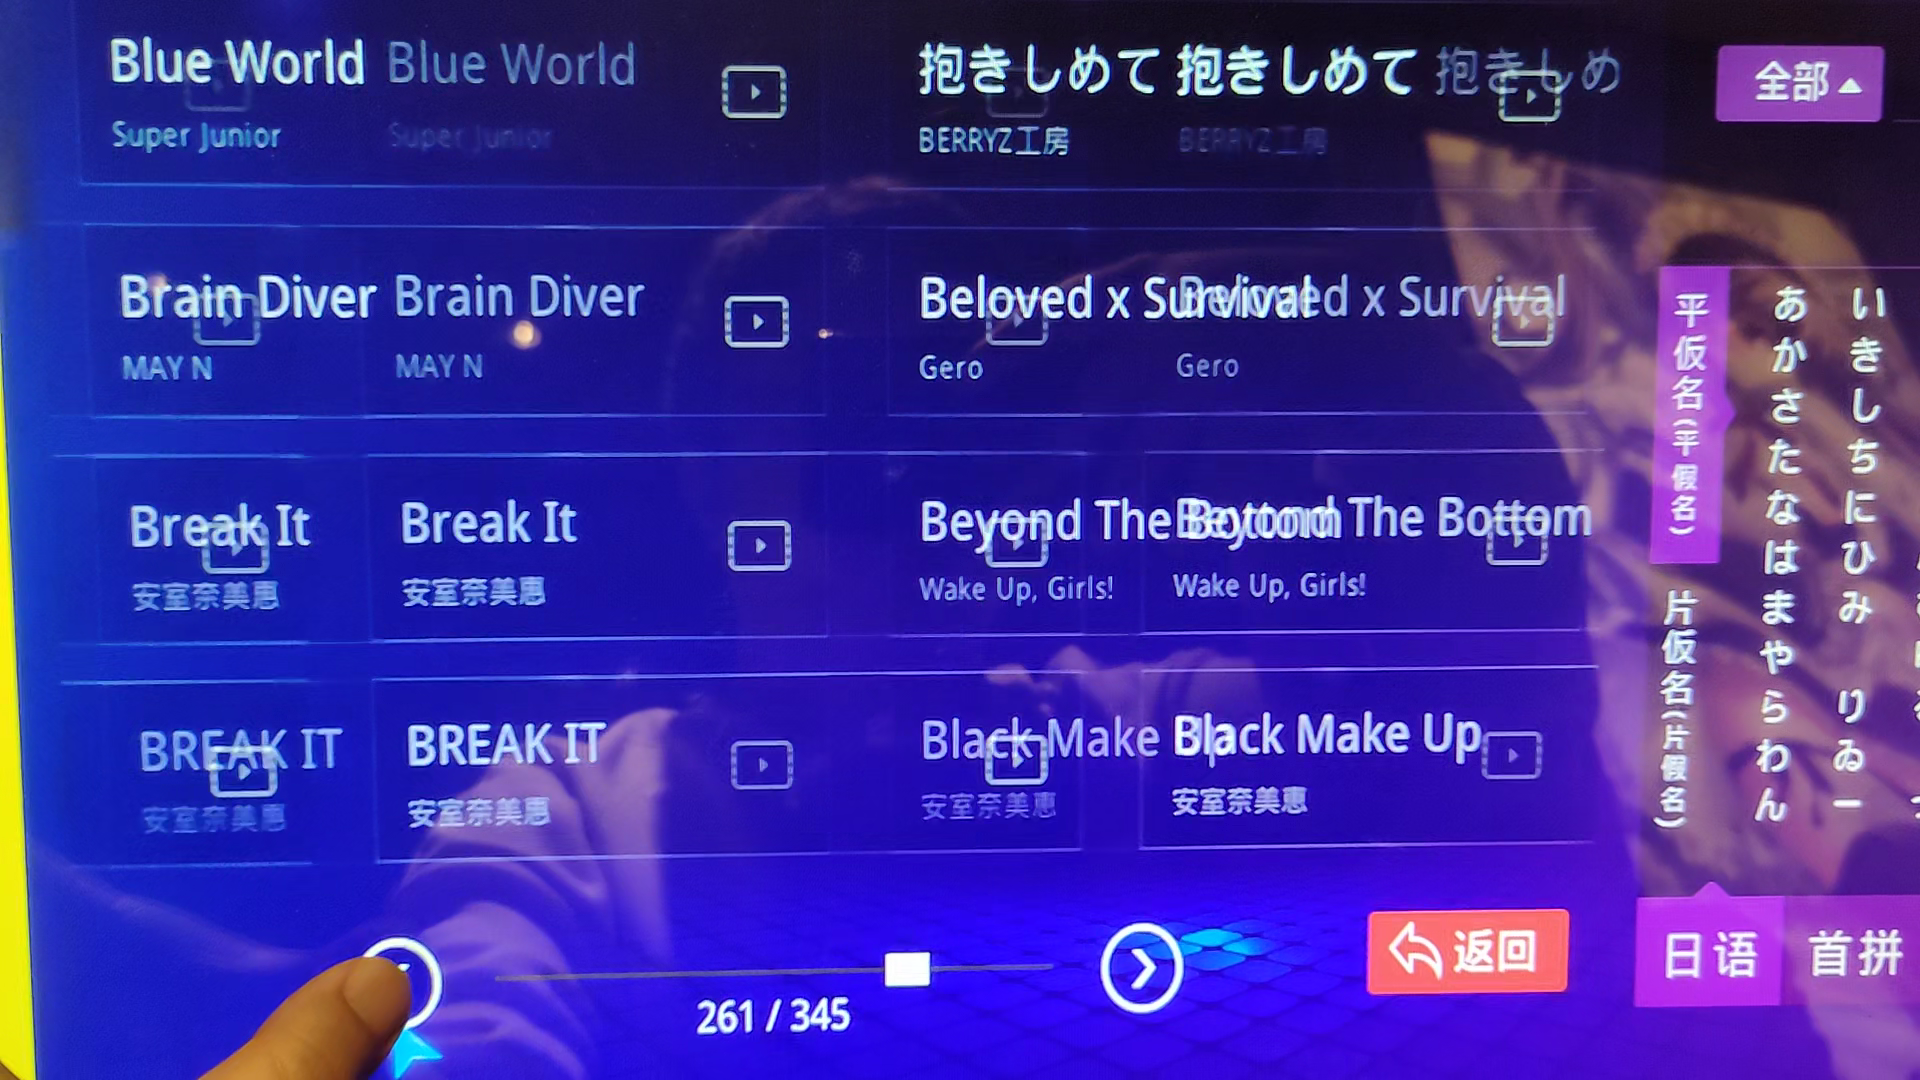 Blue World Blue World
Super Junior Super Junior
抱きしめて 抱きしめて 抱きしめ
BERRYZ工房 BERRYZ工房
全部
Brain Diver Brain Diver
MAY N MAY N
Beloved x Survival Beloved x Survival
Gero Gero
Break It Break It
安室奈美恵 安室奈美恵
Beyond The Bottom Beyond The Bottom
Wake Up, Girls! Wake Up, Girls!
BREAK IT BREAK IT
安室奈美恵 安室奈美恵
Black Make Up Black Make Up
安室奈美恵 安室奈美恵
平仮名(平假名)
片仮名(片假名)
あかさたなはまやらわん
いきしちにひみ りゐー
261 / 345
返回
日语 首拼